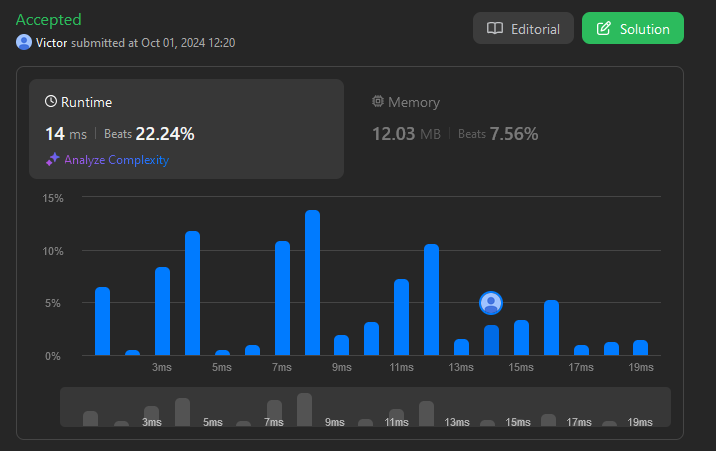 Accepted
Victor submitted at Oct 01, 2024 12:20
Editorial
Solution
Runtime
14 ms | Beats 22.24%
Analyze Complexity
Memory
12.03 MB | Beats 7.56%
15%
10%
5%
0%
3ms 5ms 7ms 9ms 11ms 13ms 15ms 17ms 19ms
3ms 5ms 7ms 9ms 11ms 13ms 15ms 17ms 19ms